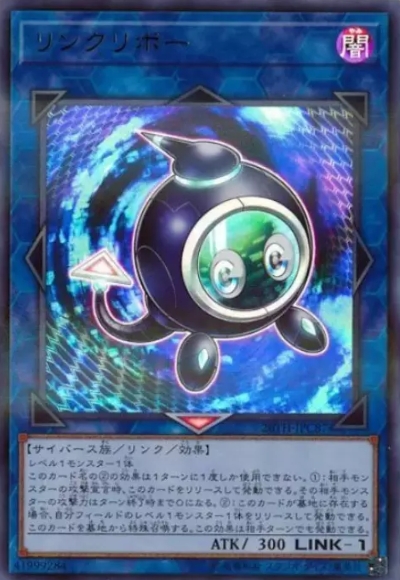 リンクリボー
闇
20TH-JPC87
【サイバース族／リンク／効果】
レベル１モンスター１体
このカード名の②の効果は１ターンに１度しか使用できない。①：相手モン
スターの攻撃宣言時、このカードをリリースして発動できる。その相手モンス
ターの攻撃力はターン終了時まで０になる。②：このカードが墓地に存在する
場合、自分フィールドのレベル１モンスター１体をリリースして発動できる。
このカードを墓地から特殊召喚する。この効果は相手ターンでも発動できる。
ATK/ 300 LINK-1
41999284